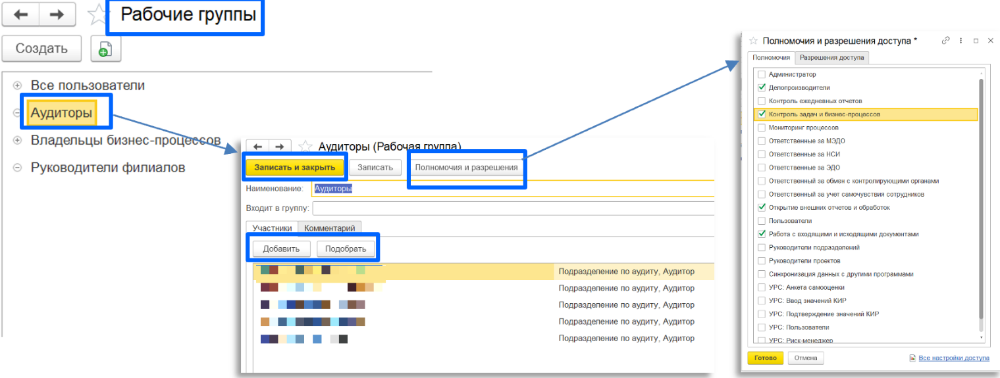 Рабочие группы
Создать
Все пользователи
Аудиторы
Владельцы бизнес-процессов
Руководители филиалов
Аудиторы (Рабочая группа)
Записать и закрыть Записать Полномочия и разрешения
Наименование: Аудиторы
Входит в группу:
Участники Комментарий
Добавить Подобрать
Подразделение по аудиту, Аудитор
Подразделение по аудиту, Аудитор
Подразделение по аудиту, Аудитор
Подразделение по аудиту, Аудитор
Подразделение по аудиту, Аудитор
Полномочия и разрешения доступа *
Полномочия Разрешения доступа
Администратор
Делопроизводители
Контроль ежедневных отчетов
Контроль задач и бизнес-процессов
Мониторинг процессов
Ответственные за МЭДО
Ответственные за НСИ
Ответственные за ЭДО
Ответственный за обмен с контролирующими органами
Ответственный за учет самочувствия сотрудников
Открытие внешних отчетов и обработок
Пользователи
Работа с входящими и исходящими документами
Руководители подразделений
Руководители проектов
Синхронизация данных с другими программами
УРС: Анкета самооценки
УРС: Ввод значений КИР
УРС: Подтверждение значений КИР
УРС: Пользователи
УРС: Риск-менеджер
Готово Отмена Все настройки доступа